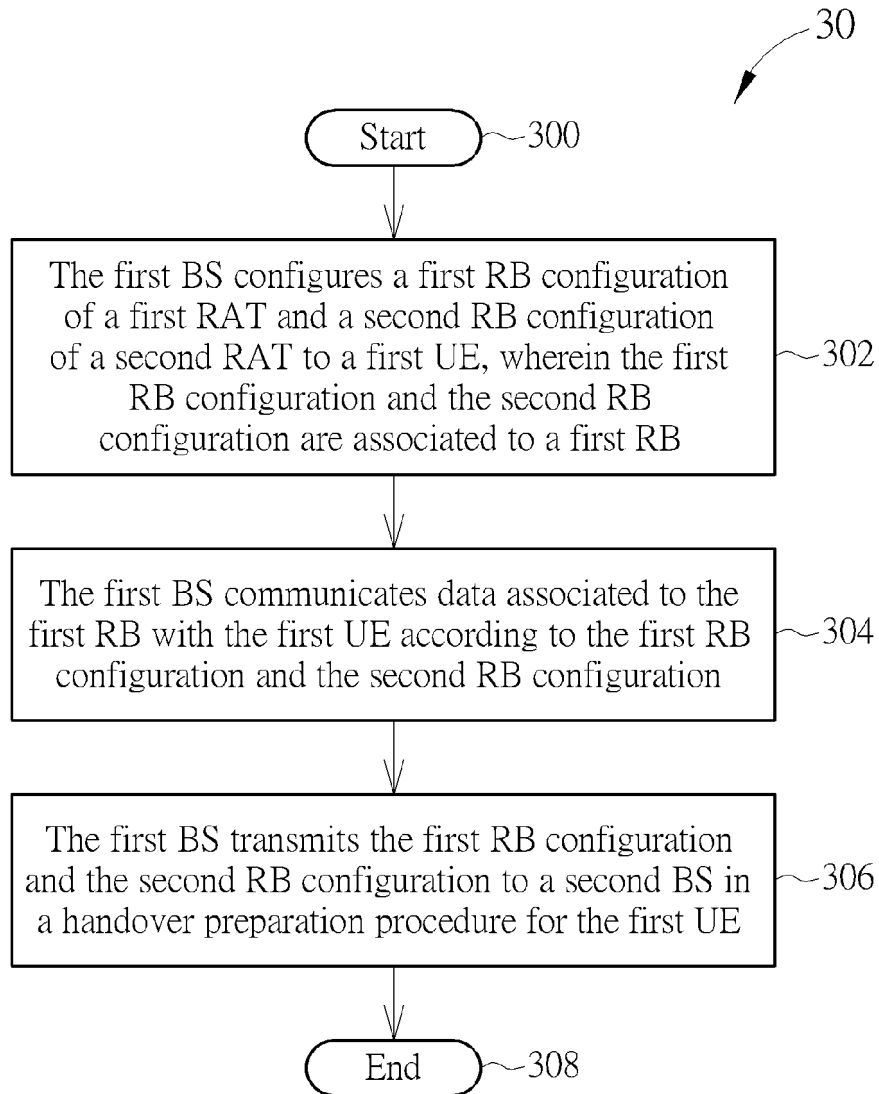 30
Start
300
The first BS configures a first RB configuration
of a first RAT and a second RB configuration
of a second RAT to a first UE, wherein the first
RB configuration and the second RB
configuration are associated to a first RB
302
The first BS communicates data associated to the
first RB with the first UE according to the first RB
configuration and the second RB configuration
304
The first BS transmits the first RB configuration
and the second RB configuration to a second BS in
a handover preparation procedure for the first UE
306
End
308